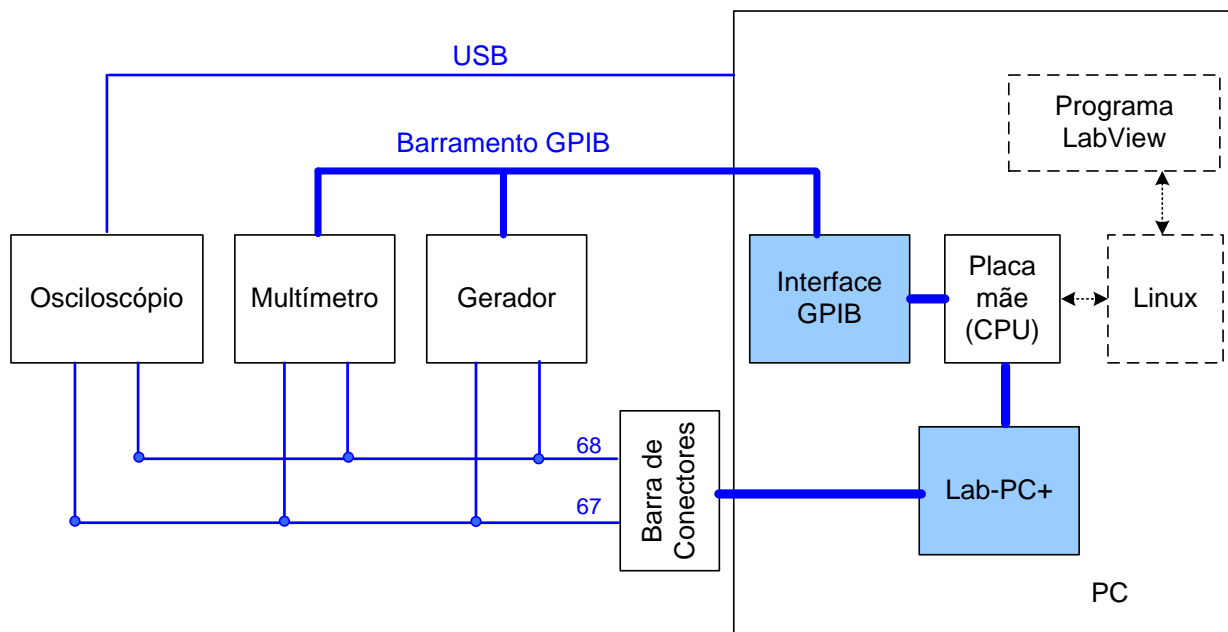 USB
Programa
LabView
Barramento GPIB
Osciloscópio
Multímetro
Gerador
Interface
GPIB
Placa
mãe
(CPU)
Linux
68
67
Barra de
Conectores
Lab-PC+
PC